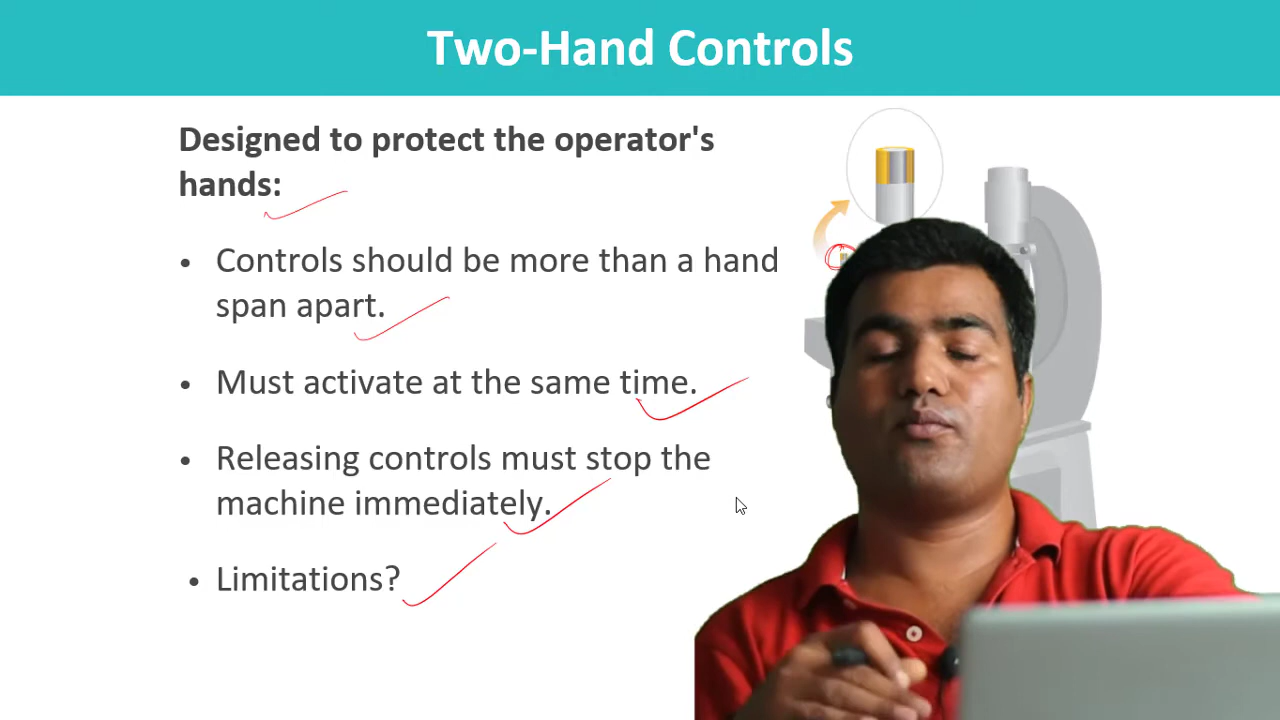 Two-Hand Controls
Designed to protect the operator's
hands:
• Controls should be more than a hand
span apart.
• Must activate at the same time.
• Releasing controls must stop the
machine immediately.
• Limitations?